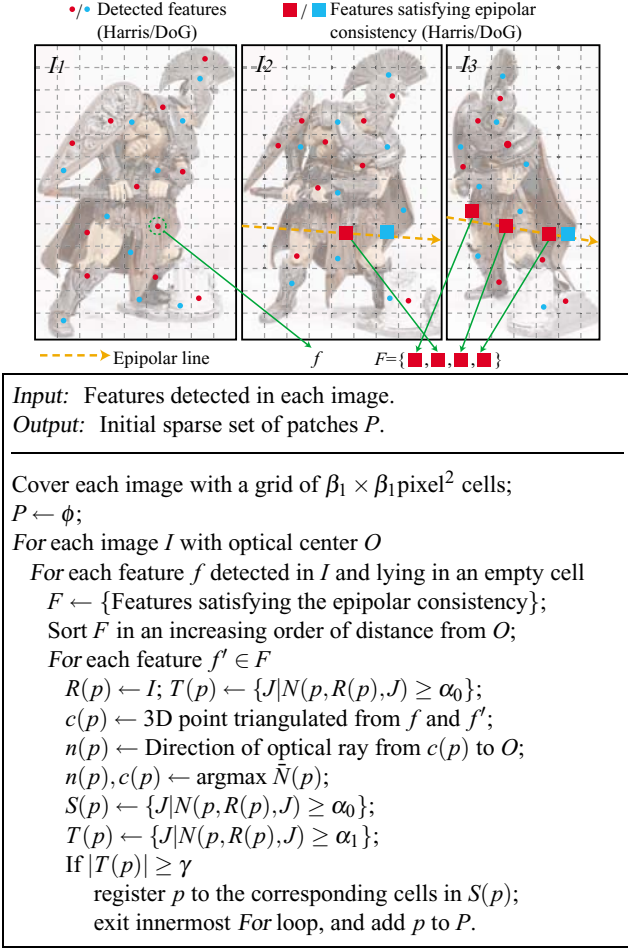 •/• Detected features
(Harris/DoG)
■ / ■ Features satisfying epipolar
consistency (Harris/DoG)
I1
I2
I3
Epipolar line
f
F={■,■,■,■}
Input: Features detected in each image.
Output: Initial sparse set of patches P.
Cover each image with a grid of β₁ × β₁pixel² cells;
P ← ϕ;
For each image I with optical center O
For each feature f detected in I and lying in an empty cell
F ← {Features satisfying the epipolar consistency};
Sort F in an increasing order of distance from O;
For each feature f′ ∈ F
R(p) ← I; T(p) ← {J|N(p,R(p),J) ≥ α₀};
c(p) ← 3D point triangulated from f and f′;
n(p) ← Direction of optical ray from c(p) to O;
n(p),c(p) ← argmax N̄(p);
S(p) ← {J|N(p,R(p),J) ≥ α₀};
T(p) ← {J|N(p,R(p),J) ≥ α₁};
If |T(p)| ≥ γ
register p to the corresponding cells in S(p);
exit innermost For loop, and add p to P.